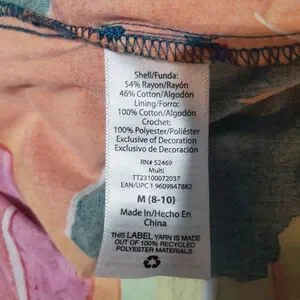 Shell/Funda:
54% Rayon/Rayón
46% Cotton/Algodón
Lining/Forro:
100% Cotton/Algodón
Crochet:
100% Polyester/Poliéster
Exclusive of Decoration
Exclusivo de Decoración
RN# 52469
Multi
TT23100072037
EAN/UPC 1 9609847882
M (8-10)
Made In/Hecho En
China
THIS LABEL YARN IS MADE
OUT OF 100% RECYCLED
POLYESTER MATERIALS